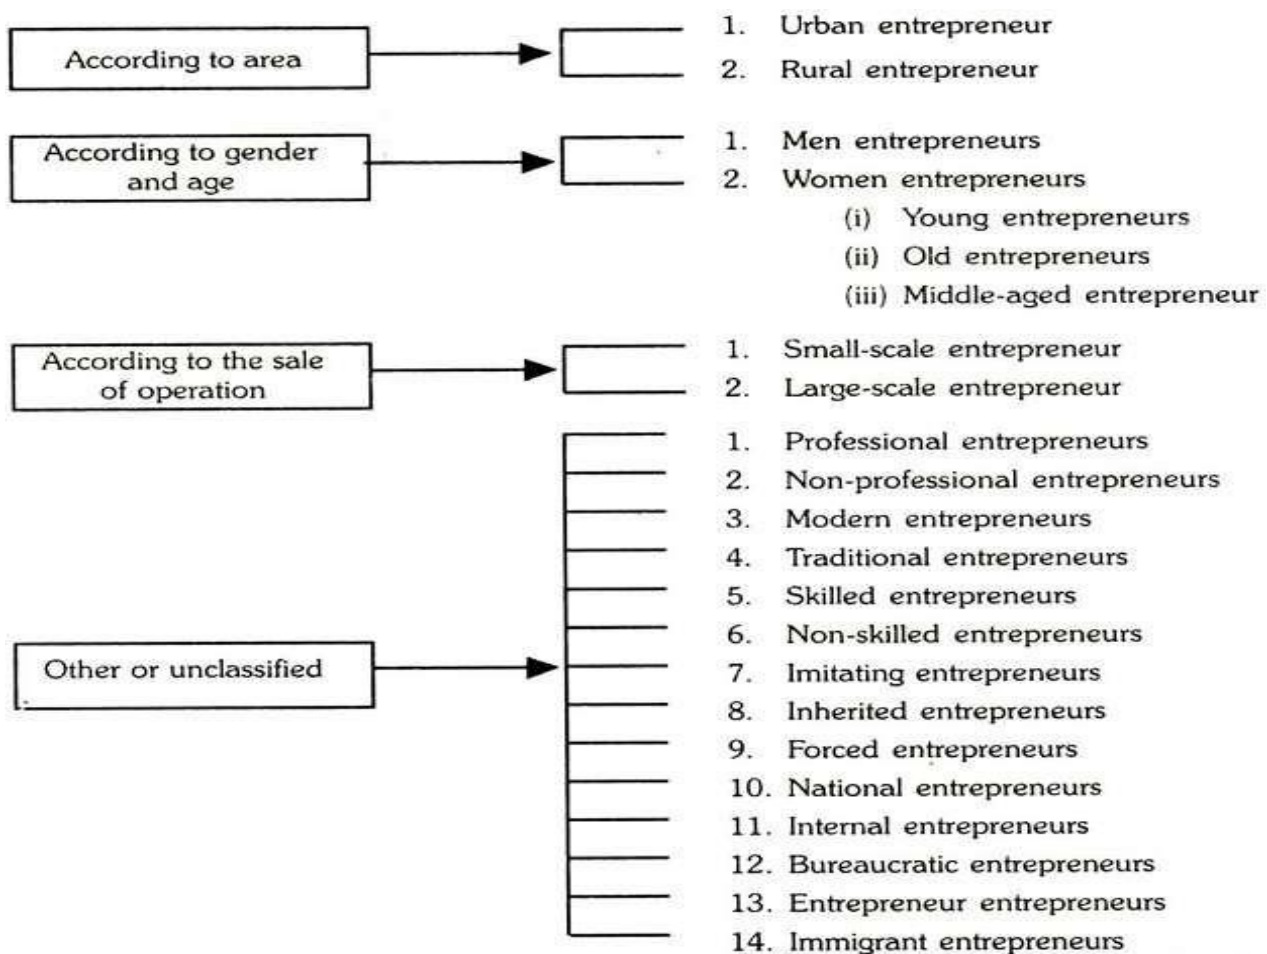 According to area
1. Urban entrepreneur
2. Rural entrepreneur
According to gender
and age
1. Men entrepreneurs
2. Women entrepreneurs
(i) Young entrepreneurs
(ii) Old entrepreneurs
(iii) Middle-aged entrepreneur
According to the sale
of operation
1. Small-scale entrepreneur
2. Large-scale entrepreneur
Other or unclassified
1. Professional entrepreneurs
2. Non-professional entrepreneurs
3. Modern entrepreneurs
4. Traditional entrepreneurs
5. Skilled entrepreneurs
6. Non-skilled entrepreneurs
7. Imitating entrepreneurs
8. Inherited entrepreneurs
9. Forced entrepreneurs
10. National entrepreneurs
11. Internal entrepreneurs
12. Bureaucratic entrepreneurs
13. Entrepreneur entrepreneurs
14. Immigrant entrepreneurs